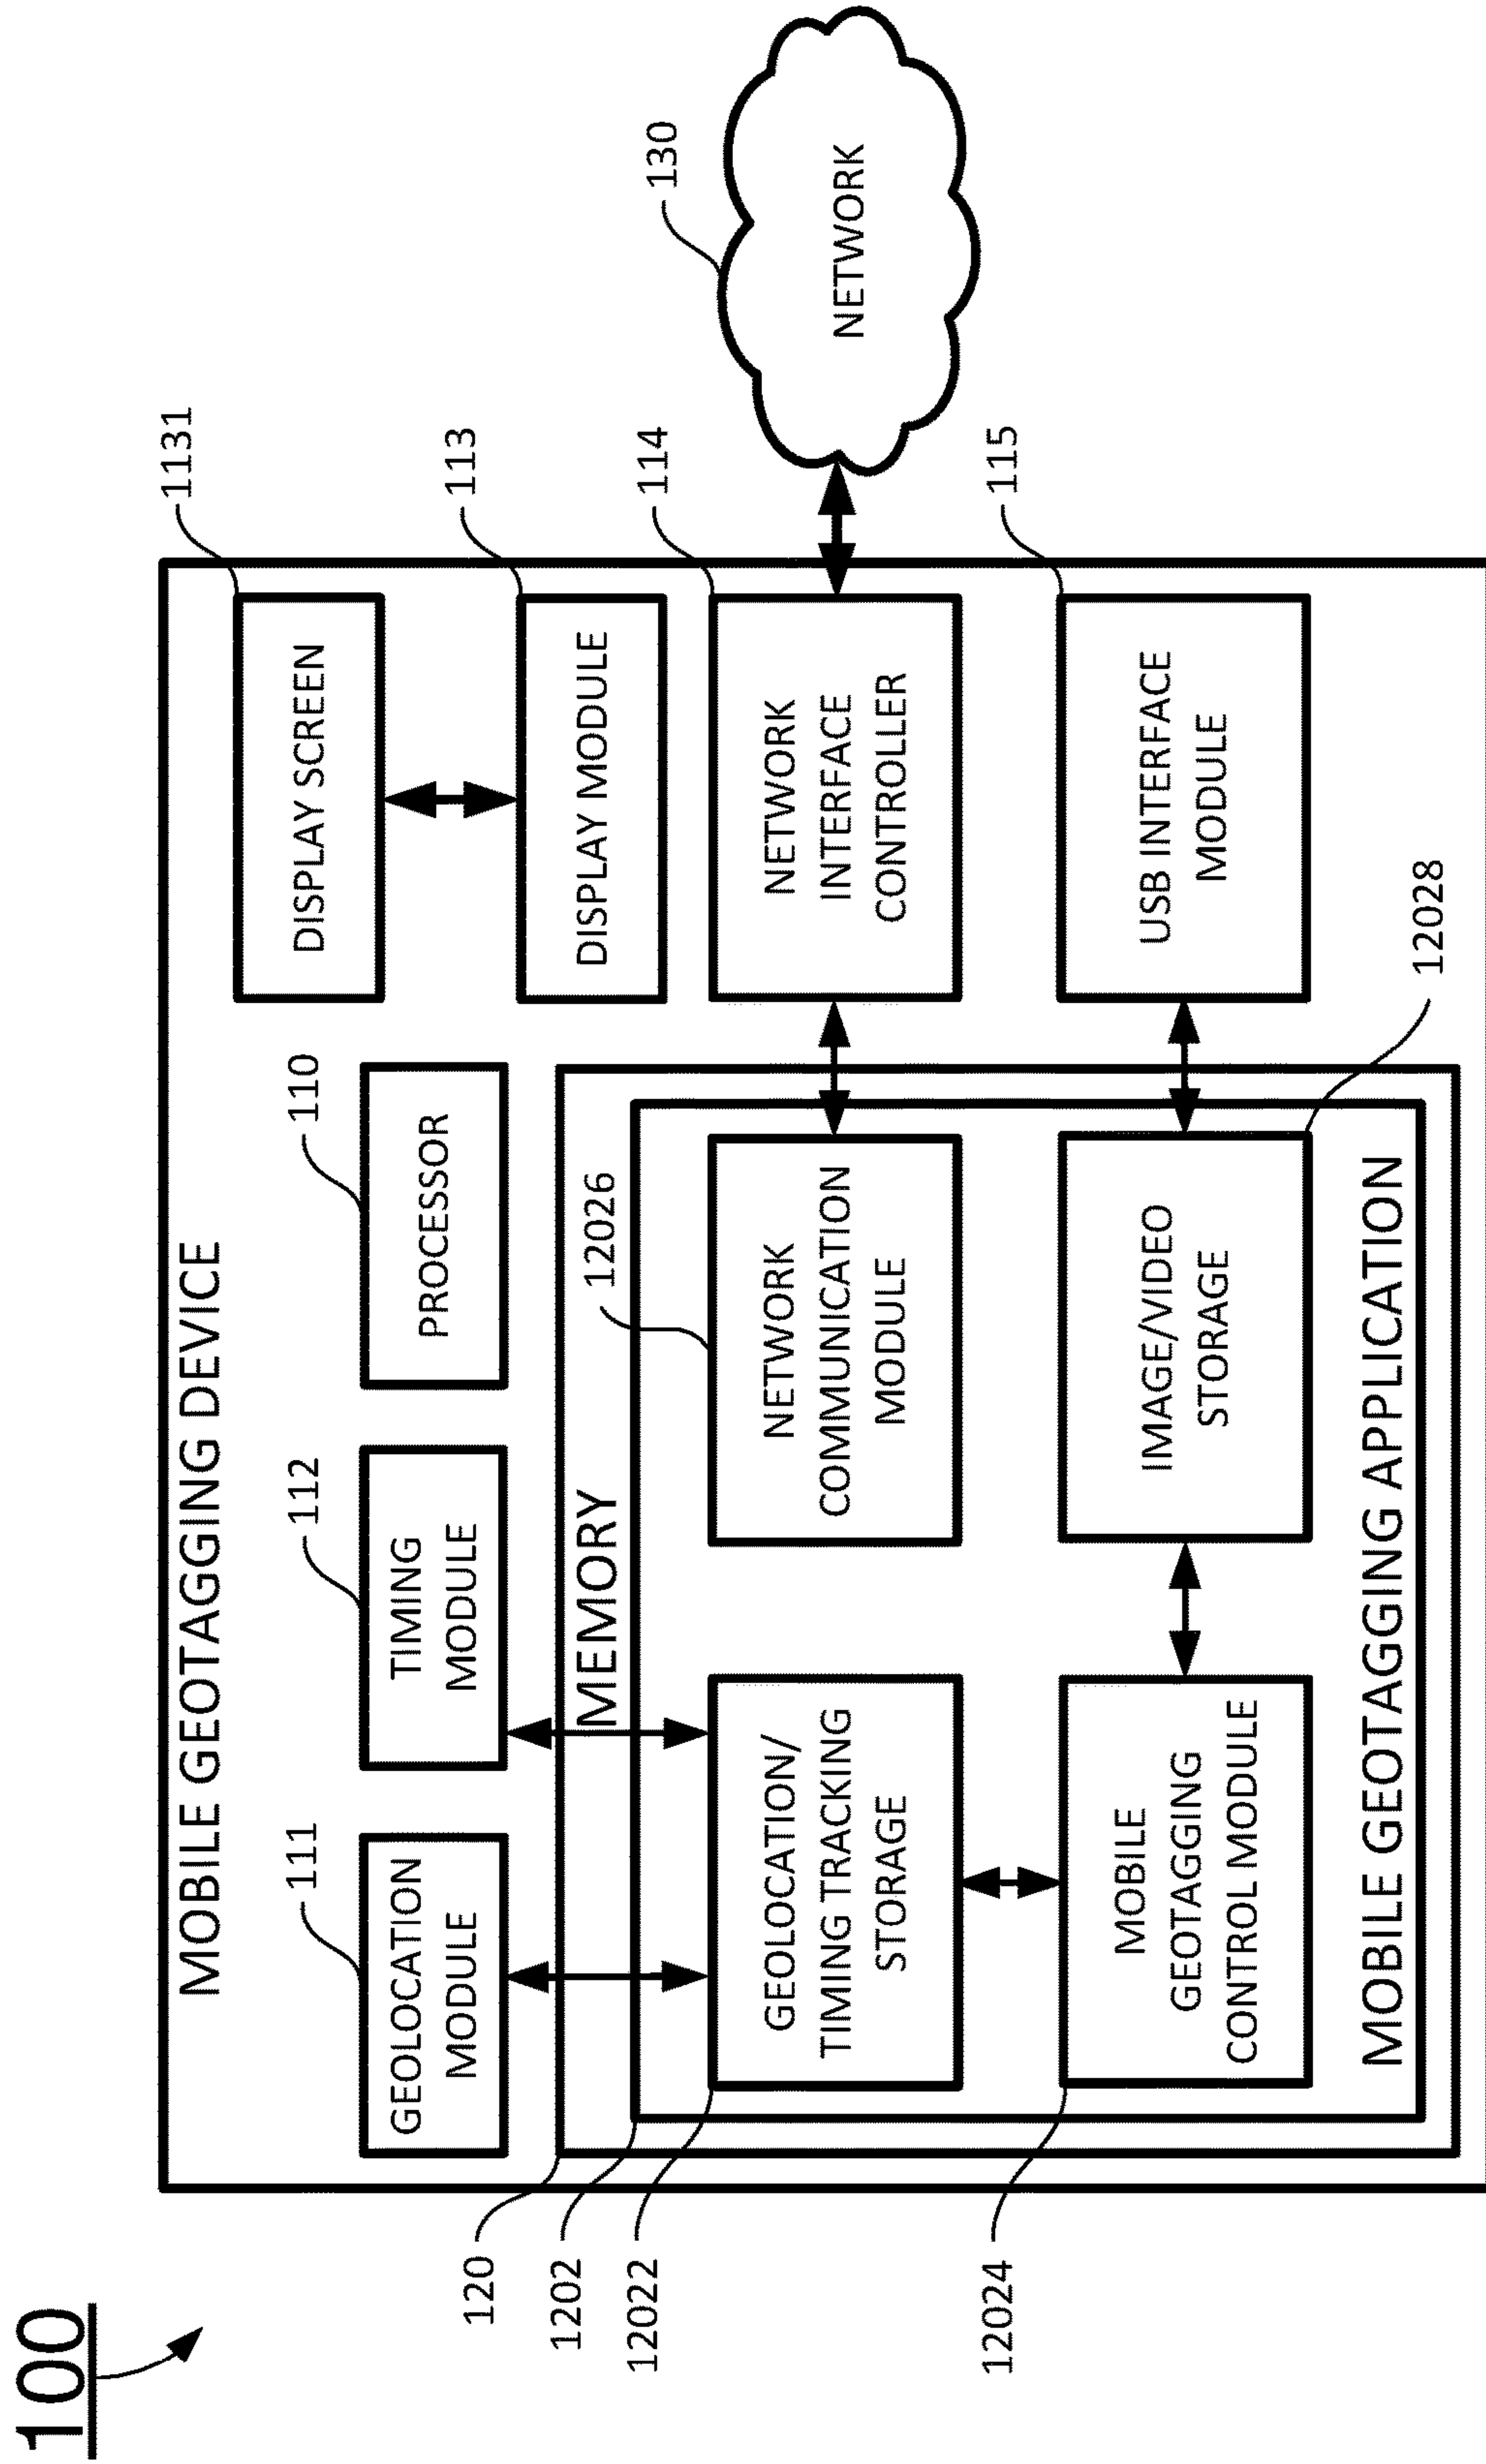 100
MOBILE GEOTAGGING DEVICE
111
GEOLOCATION
MODULE
112
TIMING
MODULE
110
PROCESSOR
1131
DISPLAY SCREEN
113
DISPLAY MODULE
120
MEMORY
1202
12022
GEOLOCATION/
TIMING TRACKING
STORAGE
12026
NETWORK
COMMUNICATION
MODULE
114
NETWORK
INTERFACE
CONTROLLER
130
NETWORK
12024
MOBILE
GEOTAGGING
CONTROL MODULE
IMAGE/VIDEO
STORAGE
12028
115
USB INTERFACE
MODULE
MOBILE GEOTAGGING APPLICATION